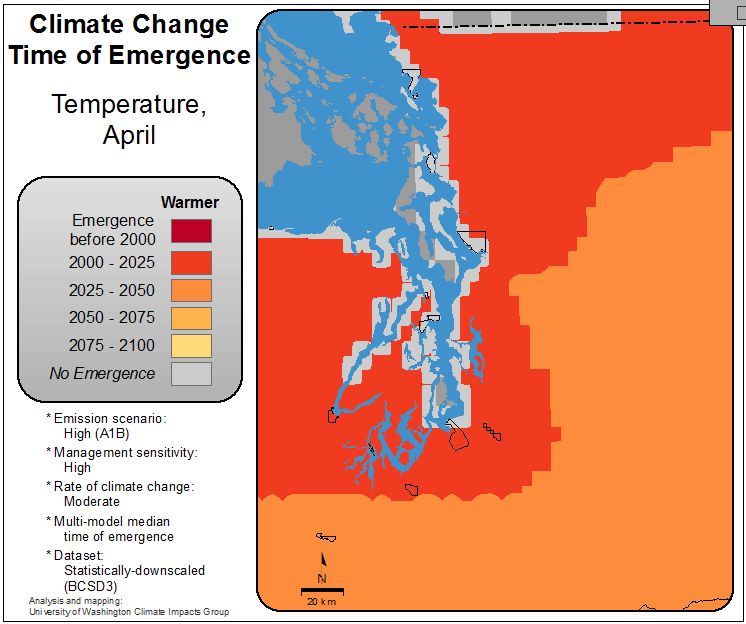 Climate Change
Time of Emergence
Temperature,
April
Warmer
Emergence
before 2000
2000 - 2025
2025 - 2050
2050 - 2075
2075 - 2100
No Emergence
* Emission scenario:
High (A1B)
* Management sensitivity:
High
* Rate of climate change:
Moderate
* Multi-model median
time of emergence
* Dataset:
Statistically-downscaled
(BCSD3)
Analysis and mapping:
University of Washington Climate Impacts Group
N
20 km